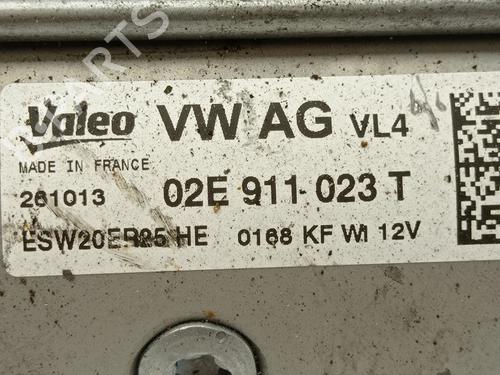 Valeo VW AG VL4
MADE IN FRANCE
261013 02E 911 023 T
ESW20ER25 HE 0168 KF WI 12V